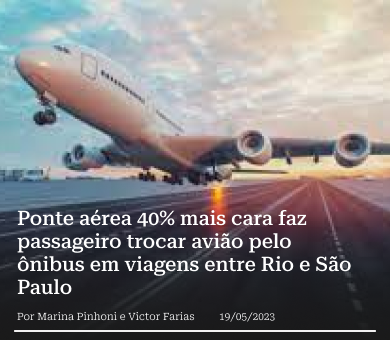 Ponte aérea 40% mais cara faz
passageiro trocar avião pelo
ônibus em viagens entre Rio e São
Paulo
Por Marina Pinhoni e Victor Farias 19/05/2023